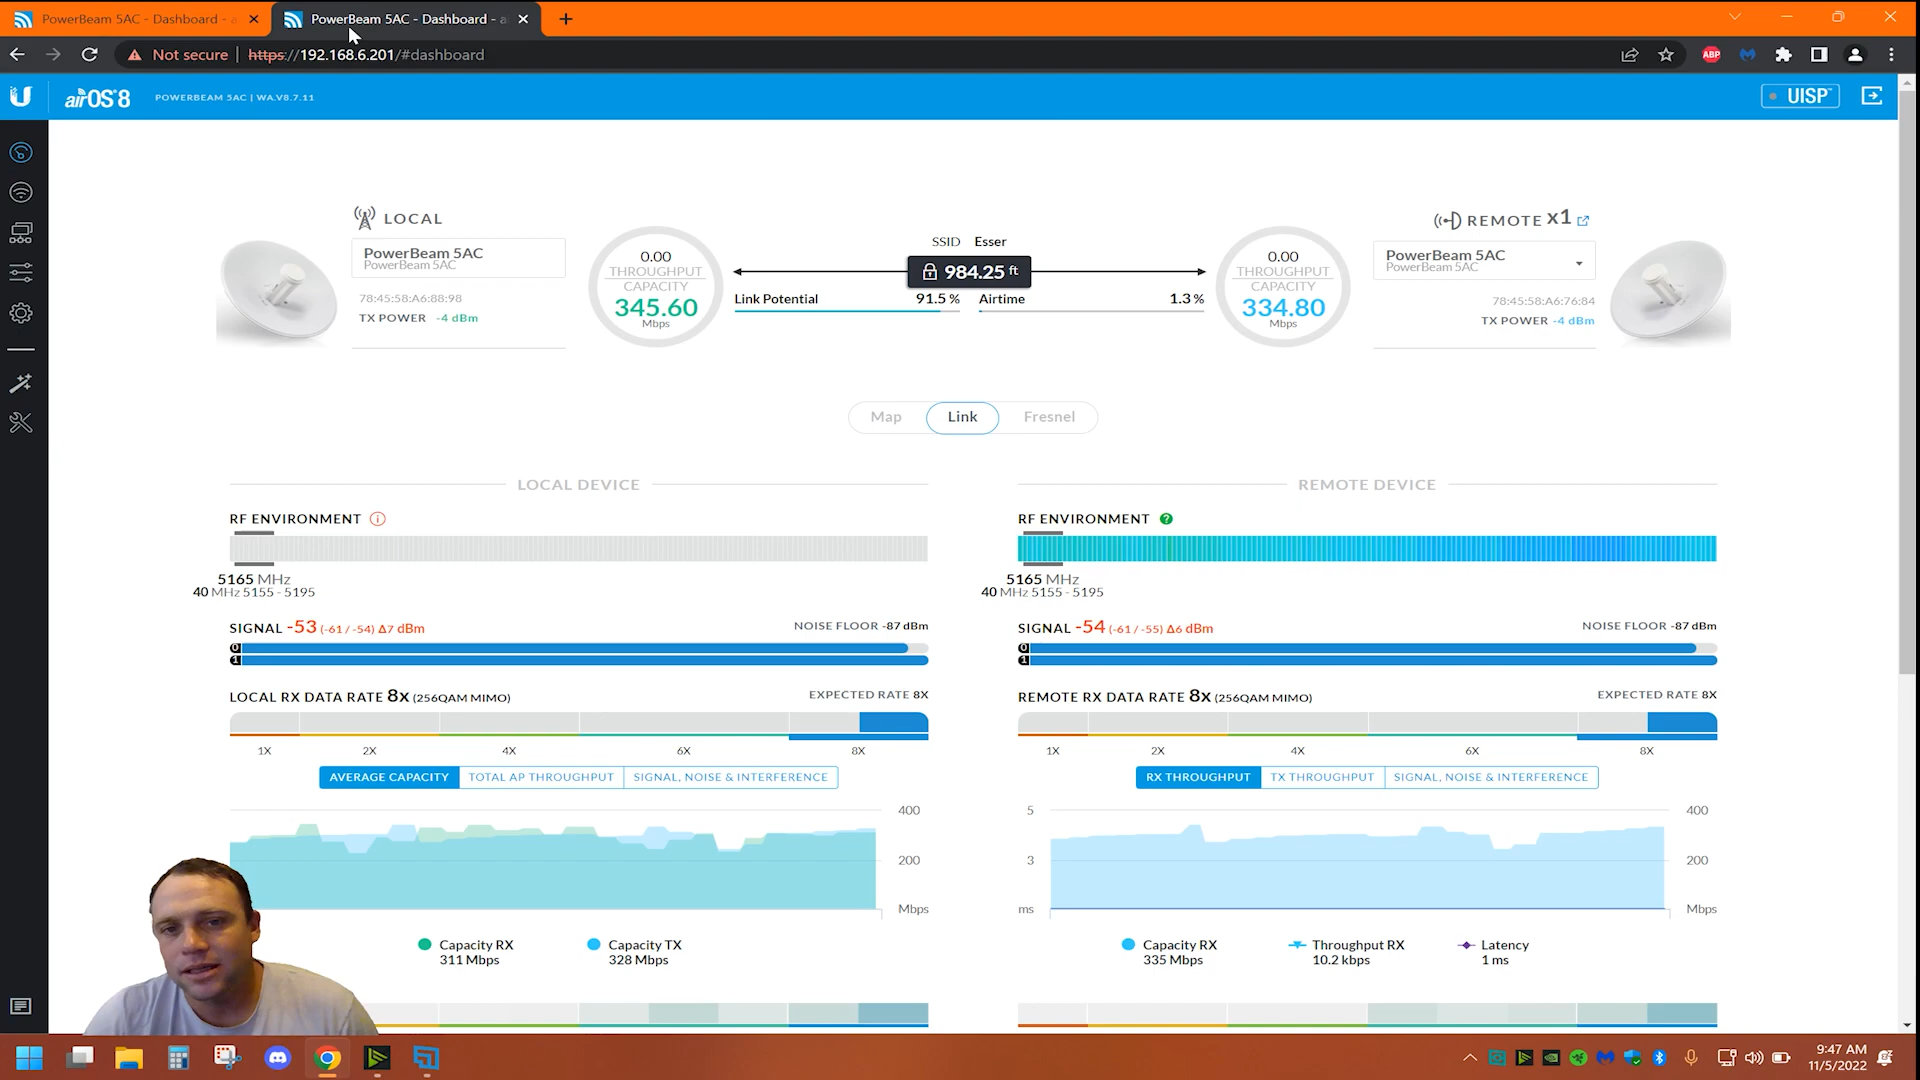 PowerBeam 5AC - Dashboard - a
PowerBeam 5AC - Dashboard - a
Not secure
https://192.168.6.201/#dashboard
ABP
airOS 8
POWERBEAM 5AC | WA.V8.7.11
UISP
LOCAL
PowerBeam 5AC
PowerBeam 5AC
78:45:58:A6:88:98
TX POWER -4 dBm
0.00
THROUGHPUT
CAPACITY
345.60
Mbps
SSID Esser
984.25 ft
Link Potential 91.5 %
Airtime 1.3 %
0.00
THROUGHPUT
CAPACITY
334.80
Mbps
REMOTE x1
PowerBeam 5AC
PowerBeam 5AC
78:45:58:A6:76:84
TX POWER -4 dBm
Map Link Fresnel
LOCAL DEVICE
RF ENVIRONMENT
5165 MHz
40 MHz 5155 - 5195
SIGNAL -53 (-61 / -54) Δ7 dBm
NOISE FLOOR -87 dBm
0
1
LOCAL RX DATA RATE 8X (256QAM MIMO)
EXPECTED RATE 8X
1X 2X 4X 6X 8X
AVERAGE CAPACITY TOTAL AP THROUGHPUT SIGNAL, NOISE & INTERFERENCE
400
200
Mbps
Capacity RX
311 Mbps
Capacity TX
328 Mbps
REMOTE DEVICE
RF ENVIRONMENT
5165 MHz
40 MHz 5155 - 5195
SIGNAL -54 (-61 / -55) Δ6 dBm
NOISE FLOOR -87 dBm
0
1
REMOTE RX DATA RATE 8X (256QAM MIMO)
EXPECTED RATE 8X
1X 2X 4X 6X 8X
RX THROUGHPUT TX THROUGHPUT SIGNAL, NOISE & INTERFERENCE
5 400
3 200
ms Mbps
Capacity RX
335 Mbps
Throughput RX
10.2 kbps
Latency
1 ms
9:47 AM
11/5/2022